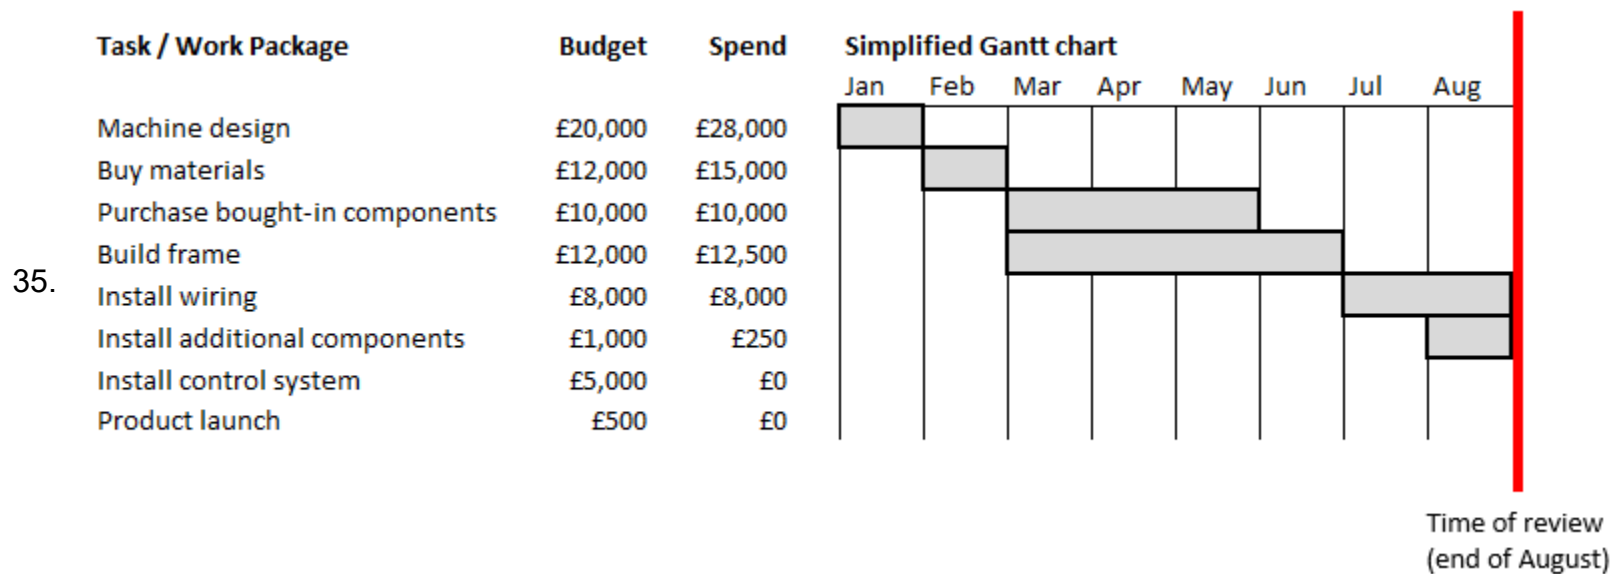 Task / Work Package Budget Spend Simplified Gantt chart
Jan Feb Mar Apr May Jun Jul Aug
Machine design £20,000 £28,000
Buy materials £12,000 £15,000
Purchase bought-in components £10,000 £10,000
Build frame £12,000 £12,500
35.
Install wiring £8,000 £8,000
Install additional components £1,000 £250
Install control system £5,000 £0
Product launch £500 £0
Time of review
(end of August)